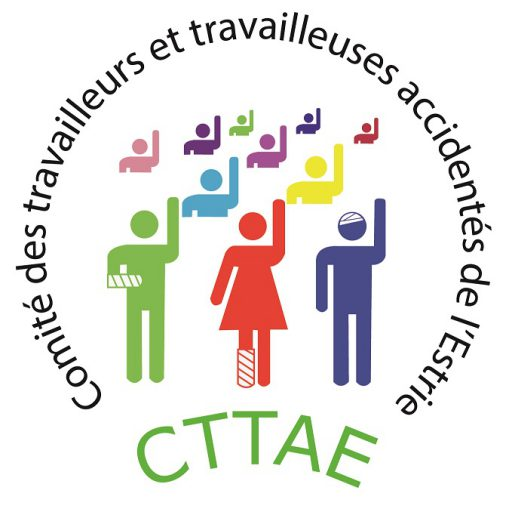 Comité des travailleurs et travailleuses accidentés de l'Estrie
CTTAE